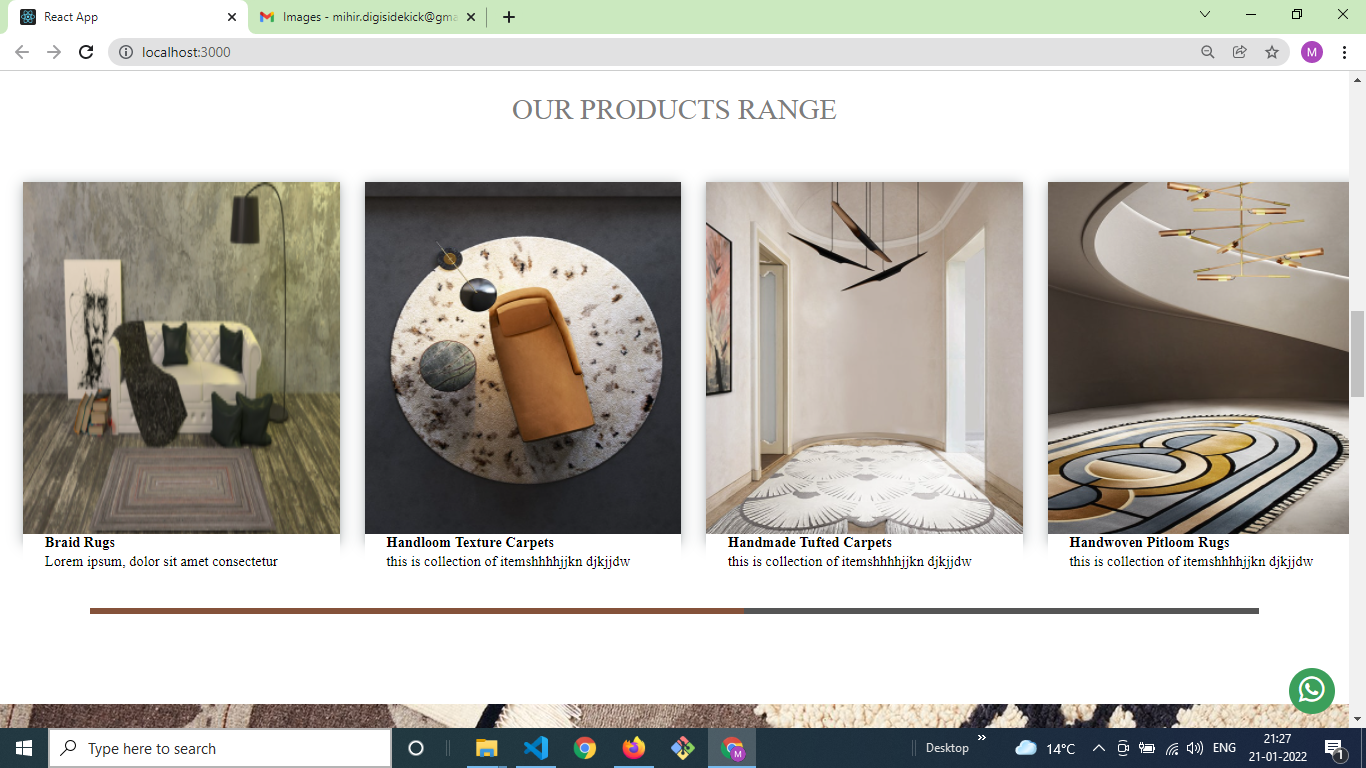 React App
Images - mihir.digisidekick@gma
localhost:3000
M
OUR PRODUCTS RANGE
Braid Rugs
Lorem ipsum, dolor sit amet consectetur
Handloom Texture Carpets
this is collection of itemshhhhjjkn djkjjdw
Handmade Tufted Carpets
this is collection of itemshhhhjjkn djkjjdw
Handwoven Pitloom Rugs
this is collection of itemshhhhjjkn djkjjdw
Type here to search
M
Desktop
14°C
ENG
21:27
21-01-2022
1